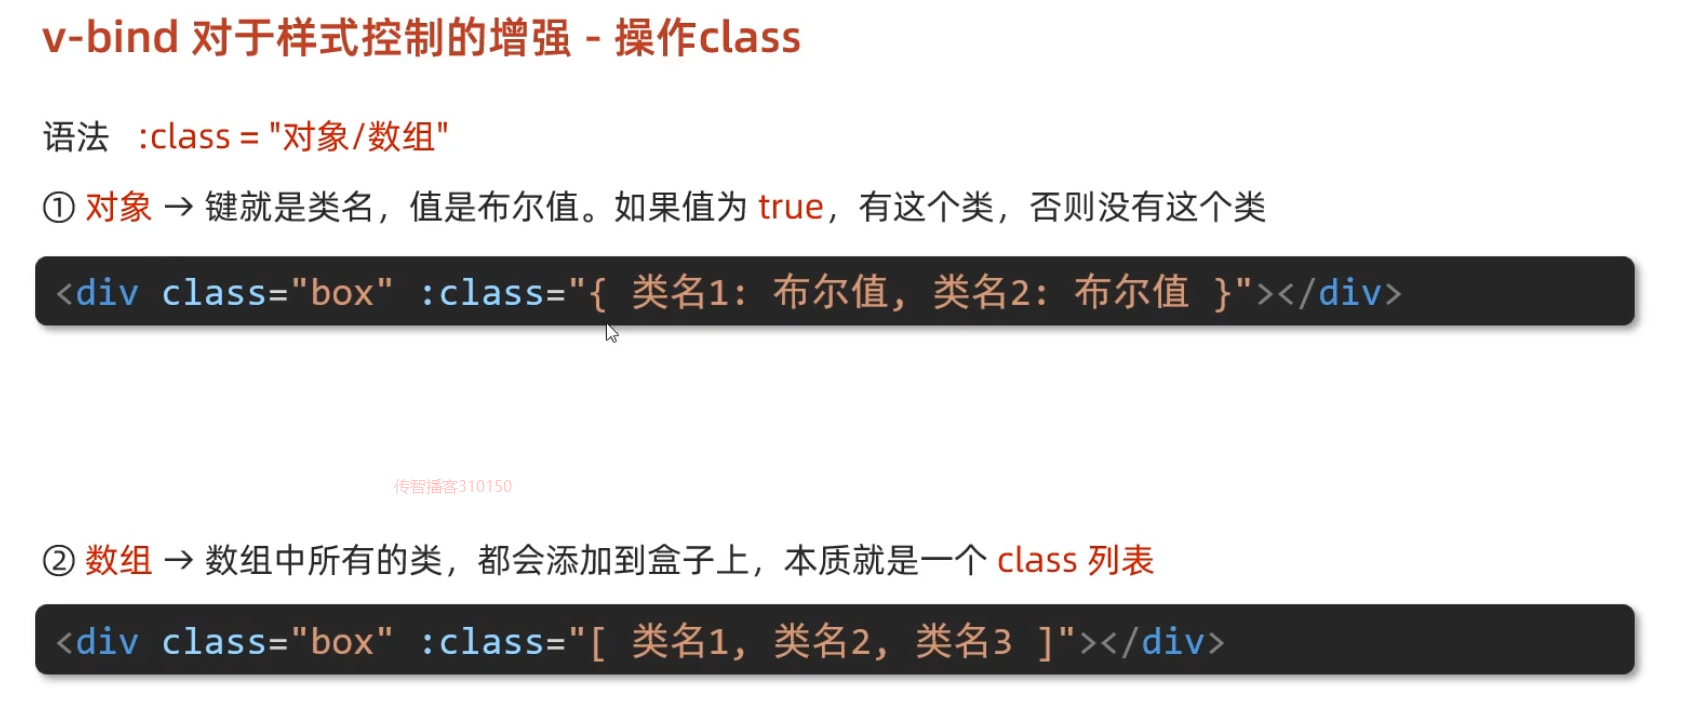 v-bind 对于样式控制的增强 - 操作class
语法 :class = "对象/数组"
① 对象 → 键就是类名，值是布尔值。如果值为 true，有这个类，否则没有这个类
<div class="box" :class="{ 类名1: 布尔值, 类名2: 布尔值 }"></div>
传智播客310150
② 数组 → 数组中所有的类，都会添加到盒子上，本质就是一个 class 列表
<div class="box" :class="[ 类名1, 类名2, 类名3 ]"></div>